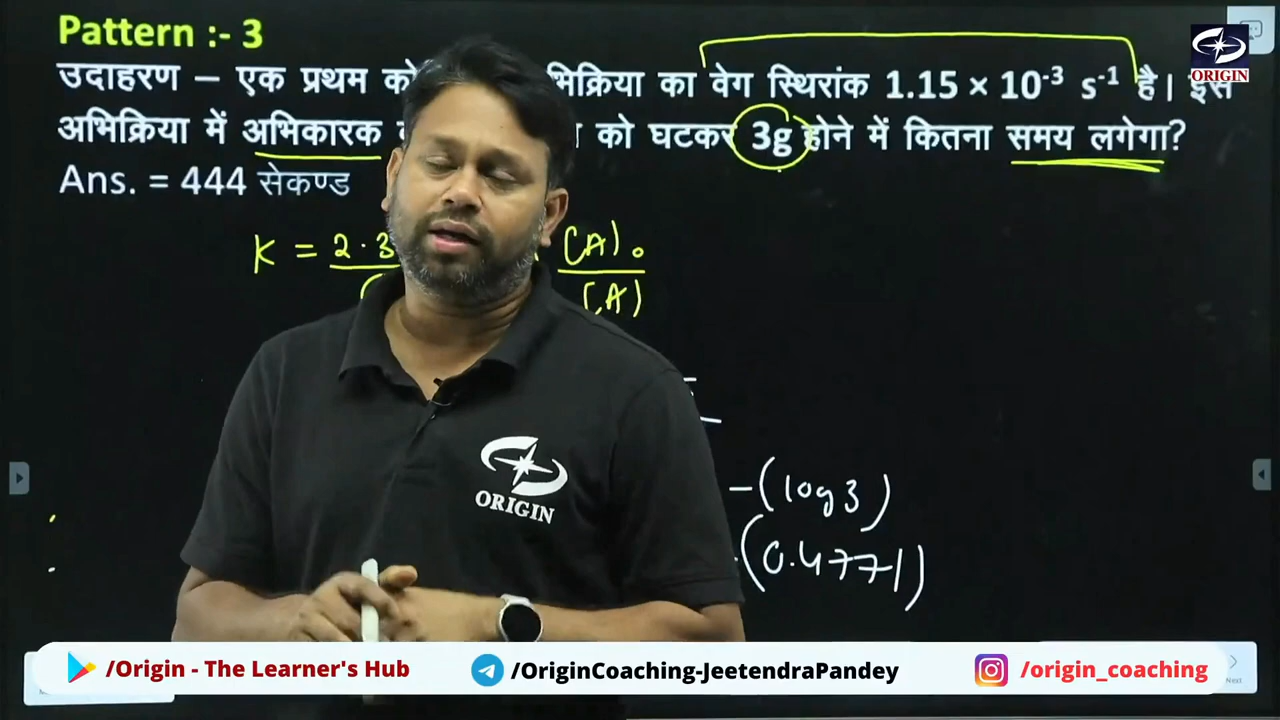 Pattern :- 3
ORIGIN
उदाहरण – एक प्रथम का वेग स्थिरांक 1.15 × 10⁻³ s⁻¹ है। इस
अभिक्रिया में अभिकारक को घटकर 3g होने में कितना समय लगेगा?
Ans. = 444 सेकण्ड
K = 2.3 [A]₀
[A]
-(log 3)
(0.4771)
ORIGIN
/Origin - The Learner's Hub
/OriginCoaching-JeetendraPandey
/origin_coaching
Next